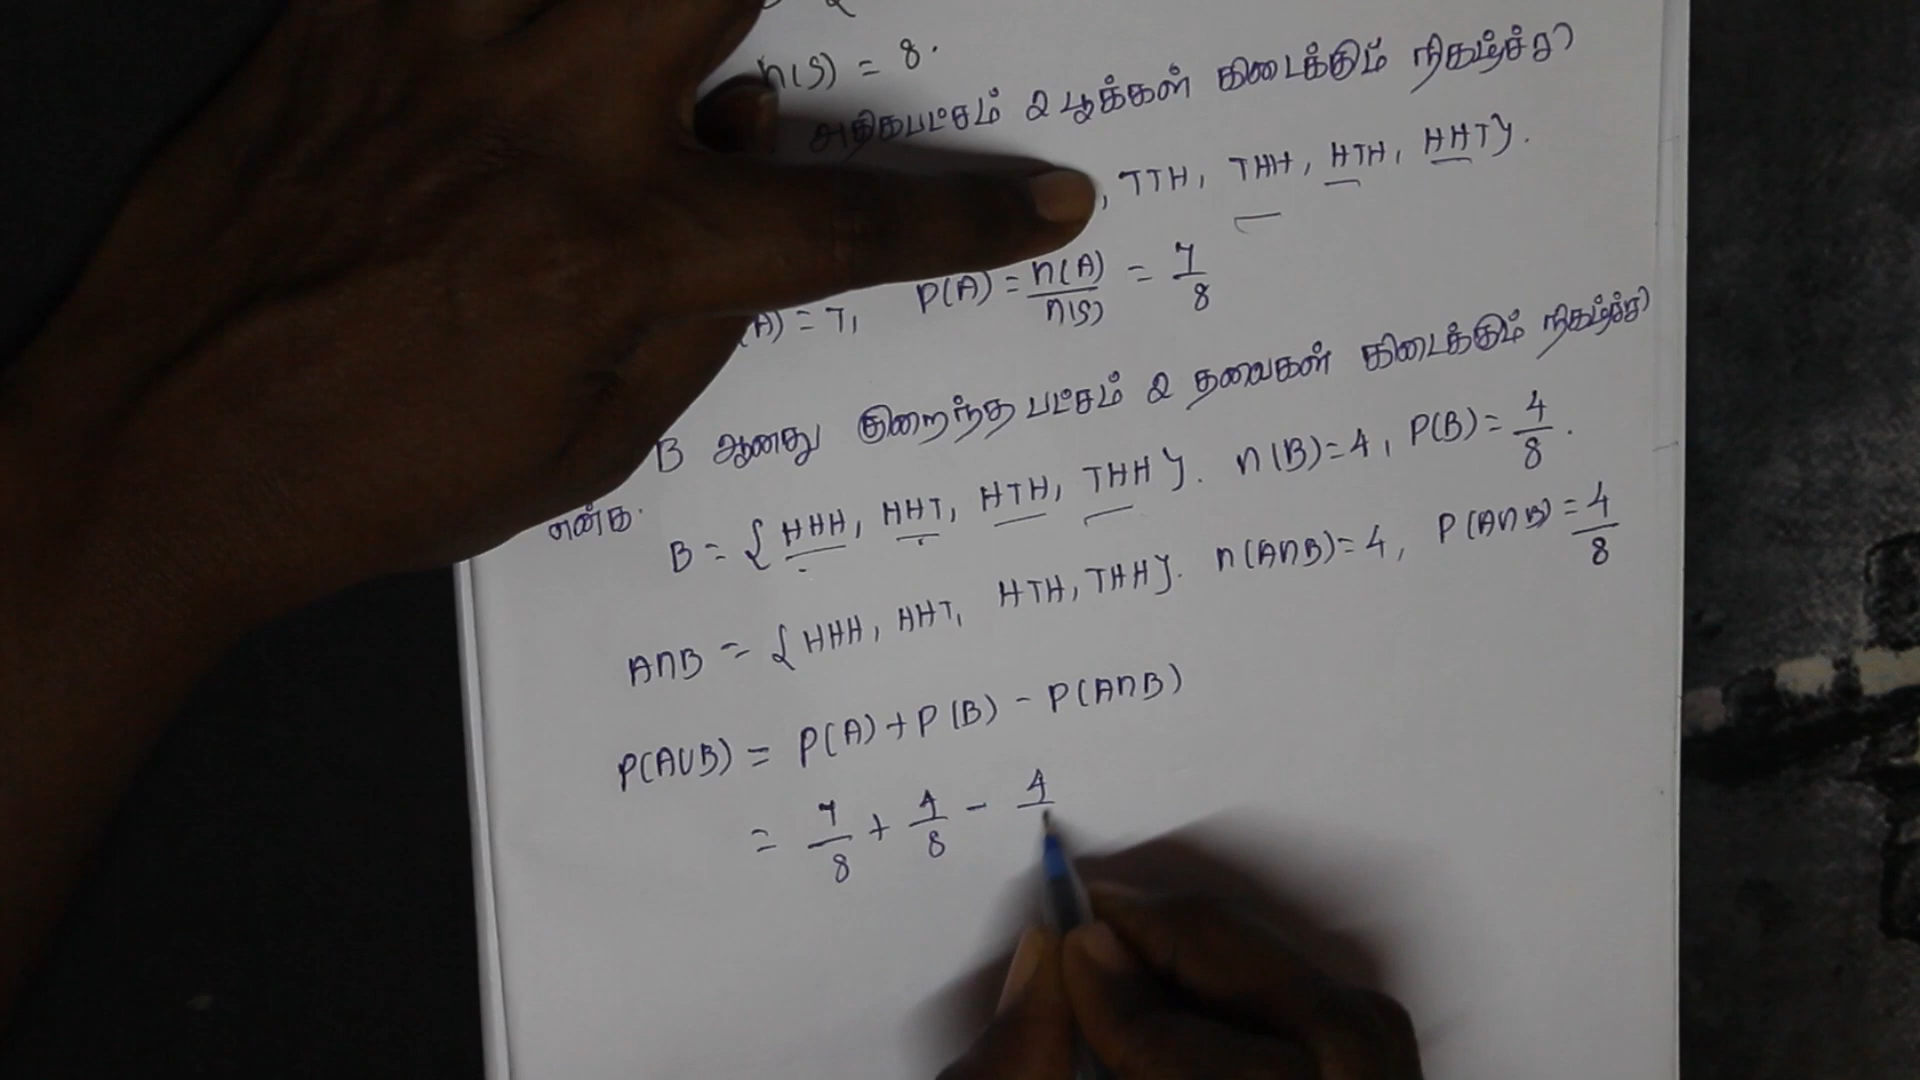 n(S) = 8.
அதிகபட்சம் 2 பூக்கள் கிடைக்கும் நிகழ்ச்சி
, TTH, THH, HTH, HHT}.
(A) = 7, P(A) = n(A)/n(S) = 7/8
B ஆனது குறைந்த பட்சம் 2 தலைகள் கிடைக்கும் நிகழ்ச்சி
என்க.
B = {HHH, HHT, HTH, THH}. n(B) = 4, P(B) = 4/8.
A∩B = {HHH, HHT, HTH, THH}. n(A∩B) = 4, P(A∩B) = 4/8
P(A∪B) = P(A) + P(B) - P(A∩B)
= 7/8 + 4/8 - 4